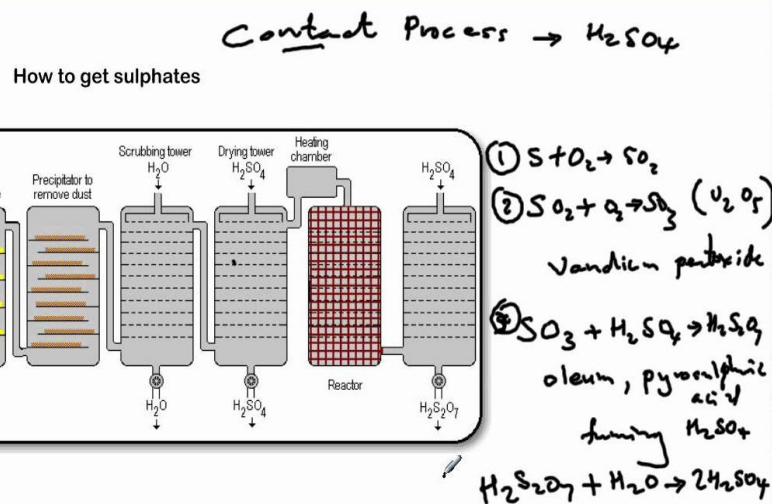 Contact Process → H₂SO₄
How to get sulphates
Heating
chamber
Scrubbing tower
H₂O
Drying tower
H₂SO₄
H₂SO₄
Precipitator to
remove dust
Reactor
H₂O
H₂SO₄
H₂S₂O₇
① S + O₂ → SO₂
② SO₂ + O₂ → SO₃ (V₂O₅)
Vandium pentoxide
SO₃ + H₂SO₄ → H₂S₂O₇
oleum, pyrosulphuric
acid
fuming H₂SO₄
H₂S₂O₇ + H₂O → 2H₂SO₄